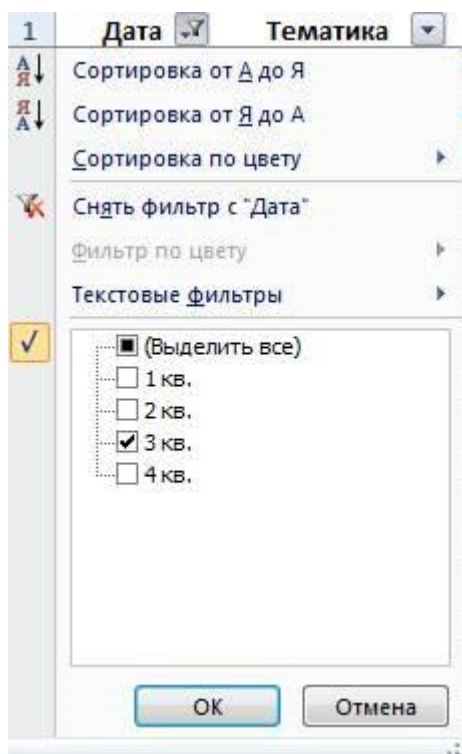 1 Дата Тематика
Сортировка от А до Я
Сортировка от Я до А
Сортировка по цвету
Снять фильтр с "Дата"
Фильтр по цвету
Текстовые фильтры
(Выделить все)
1 кв.
2 кв.
3 кв.
4 кв.
ОК Отмена